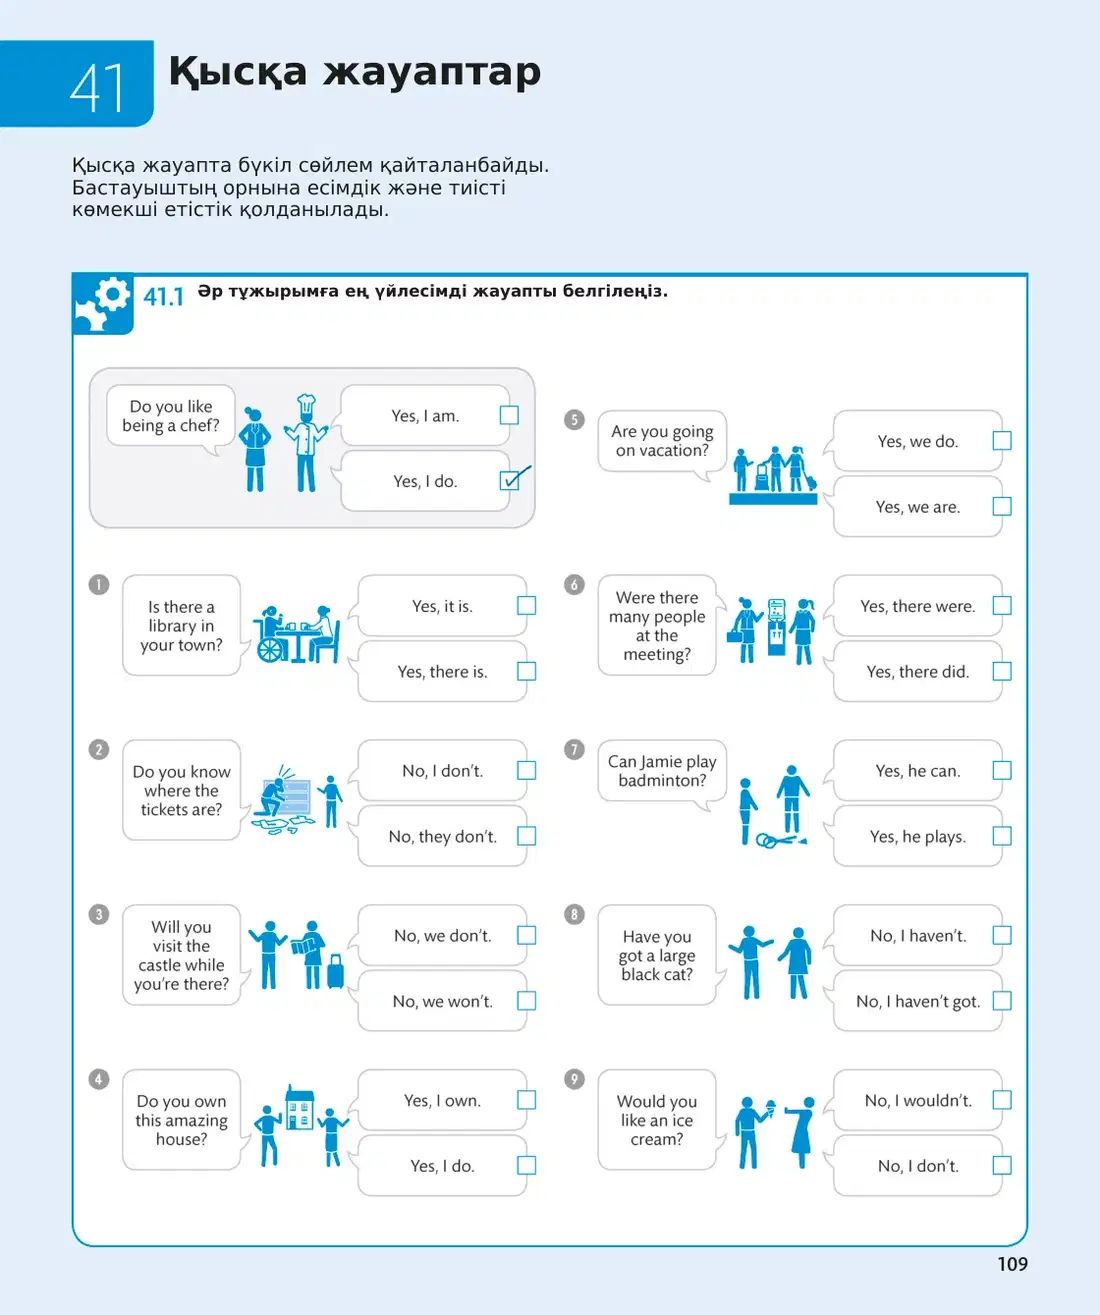 41
Қысқа жауаптар
Қысқа жауапта бүкіл сөйлем қайталанбайды.
Бастауыштың орнына есімдік және тиісті
көмекші етістік қолданылады.
41.1 Әр тұжырымға ең үйлесімді жауапты белгілеңіз.
Do you like
being a chef?
Yes, I am.
Yes, I do.
1
Is there a
library in
your town?
Yes, it is.
Yes, there is.
2
Do you know
where the
tickets are?
No, I don't.
No, they don't.
3
Will you
visit the
castle while
you're there?
No, we don't.
No, we won't.
4
Do you own
this amazing
house?
Yes, I own.
Yes, I do.
5
Are you going
on vacation?
Yes, we do.
Yes, we are.
6
Were there
many people
at the
meeting?
Yes, there were.
Yes, there did.
7
Can Jamie play
badminton?
Yes, he can.
Yes, he plays.
8
Have you
got a large
black cat?
No, I haven't.
No, I haven't got.
9
Would you
like an ice
cream?
No, I wouldn't.
No, I don't.
109